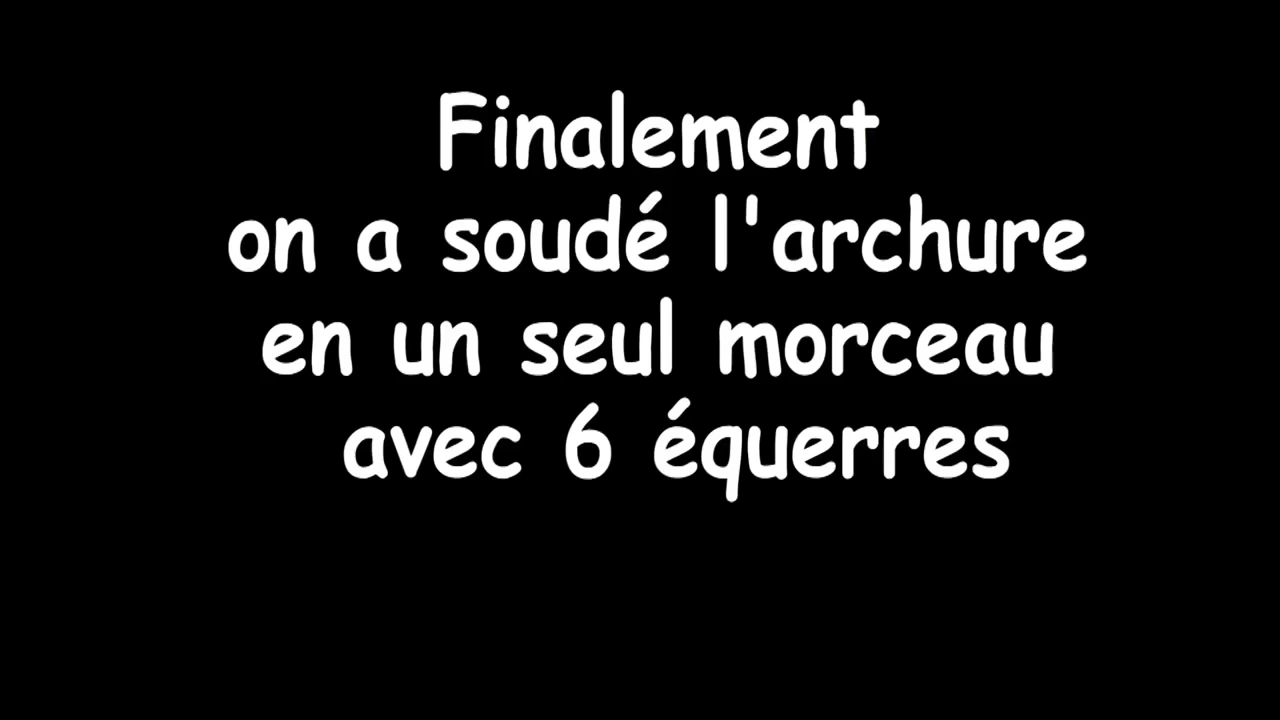 Finalement
on a soudé l'archure
en un seul morceau
avec 6 équerres